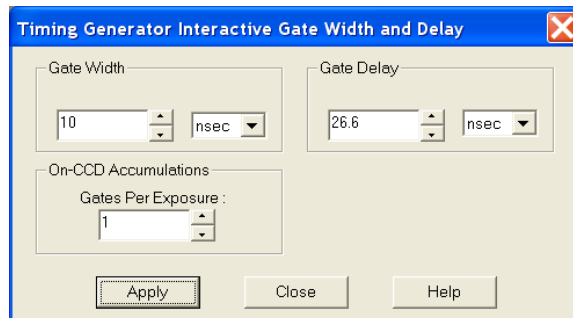 Timing Generator Interactive Gate Width and Delay
Gate Width
10
nsec
Gate Delay
26.6
nsec
On-CCD Accumulations
Gates Per Exposure :
1
Apply
Close
Help